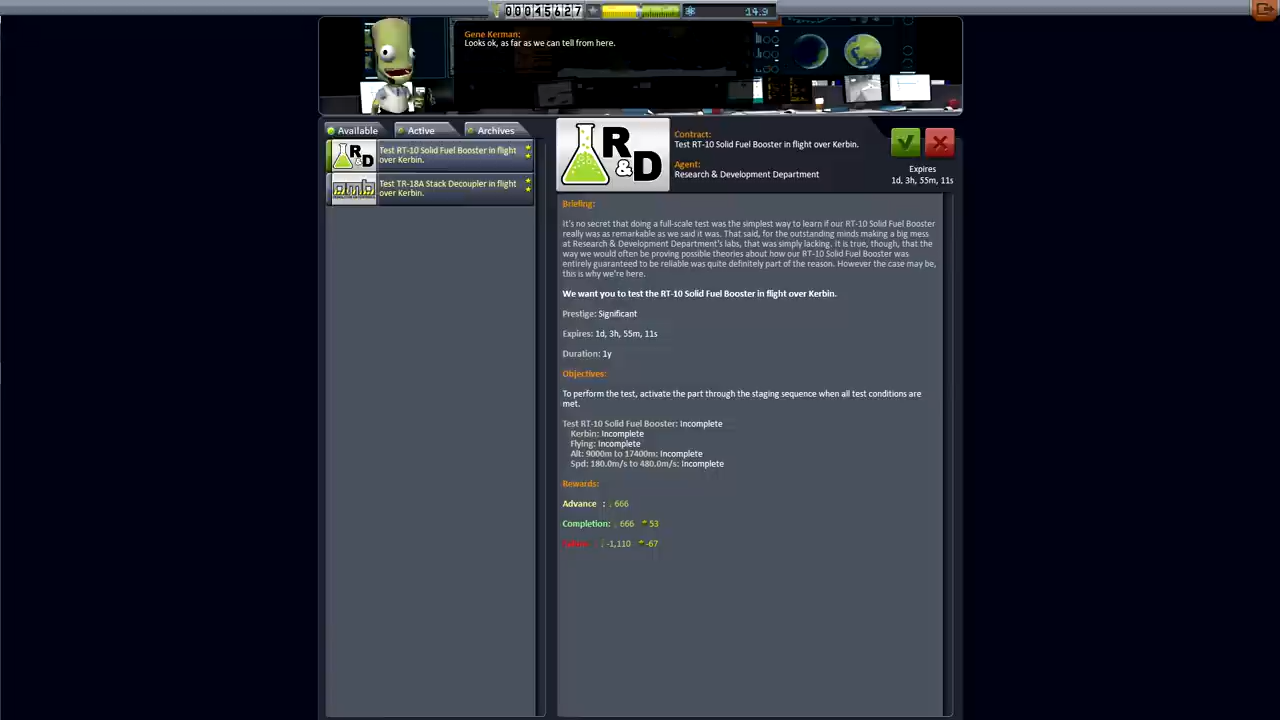 00045627
14.9
Gene Kerman:
Looks ok, as far as we can tell from here.
Available
Active
Archives
R&D
Test RT-10 Solid Fuel Booster in flight
over Kerbin.
Test TR-18A Stack Decoupler in flight
over Kerbin.
R&D
Contract:
Test RT-10 Solid Fuel Booster in flight over Kerbin.
Agent:
Research & Development Department
Expires
1d, 3h, 55m, 11s
Briefing:
It's no secret that doing a full-scale test was the simplest way to learn if our RT-10 Solid Fuel Booster
really was as remarkable as we said it was. That said, for the outstanding minds making a big mess
at Research & Development Department's labs, that was simply lacking. It is true, though, that the
way we would often be proving possible theories about how our RT-10 Solid Fuel Booster was
entirely guaranteed to be reliable was quite definitely part of the reason. However the case may be,
this is why we're here.
We want you to test the RT-10 Solid Fuel Booster in flight over Kerbin.
Prestige: Significant
Expires: 1d, 3h, 55m, 11s
Duration: 1y
Objectives:
To perform the test, activate the part through the staging sequence when all test conditions are
met.
Test RT-10 Solid Fuel Booster: Incomplete
Kerbin: Incomplete
Flying: Incomplete
Alt: 9000m to 17400m: Incomplete
Spd: 180.0m/s to 480.0m/s: Incomplete
Rewards:
Advance : 666
Completion: 666 53
-1,110 -67